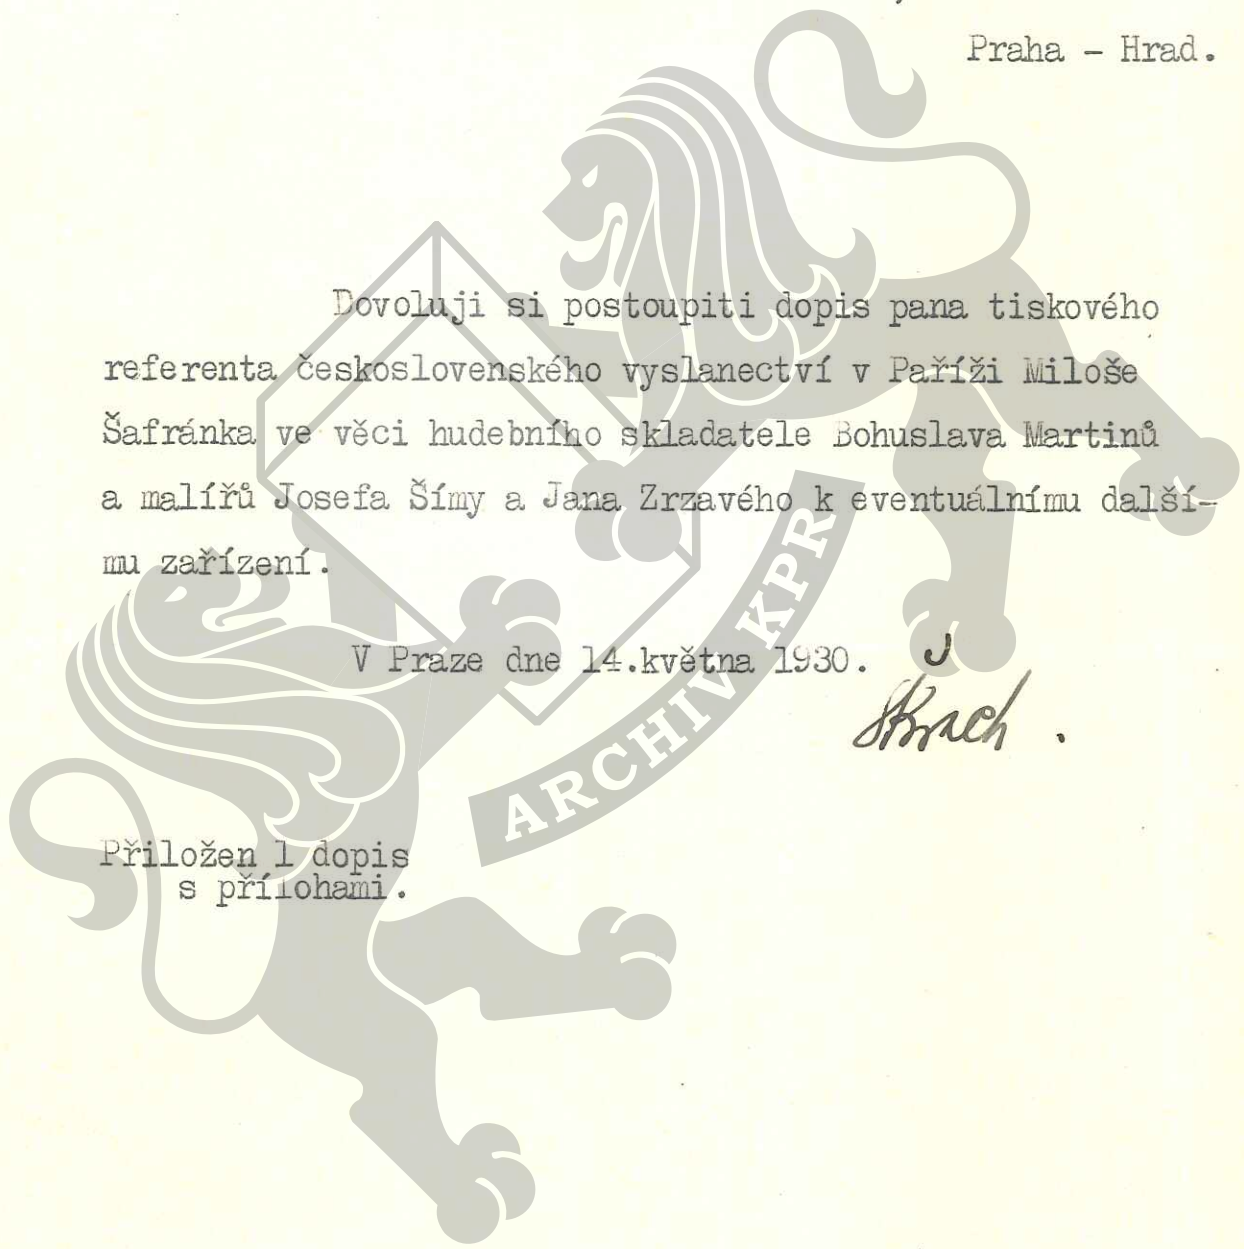 Praha - Hrad.
Dovoluji si postoupiti dopis pana tiskového
referenta československého vyslanectví v Paříži Miloše
Šafránka ve věci hudebního skladatele Bohuslava Martinů
a malířů Josefa Šímy a Jana Zrzavého k eventuálnímu další-
mu zařízení.
V Praze dne 14.května 1930.
ARCHIV KPR
Přiložen 1 dopis
s přílohami.